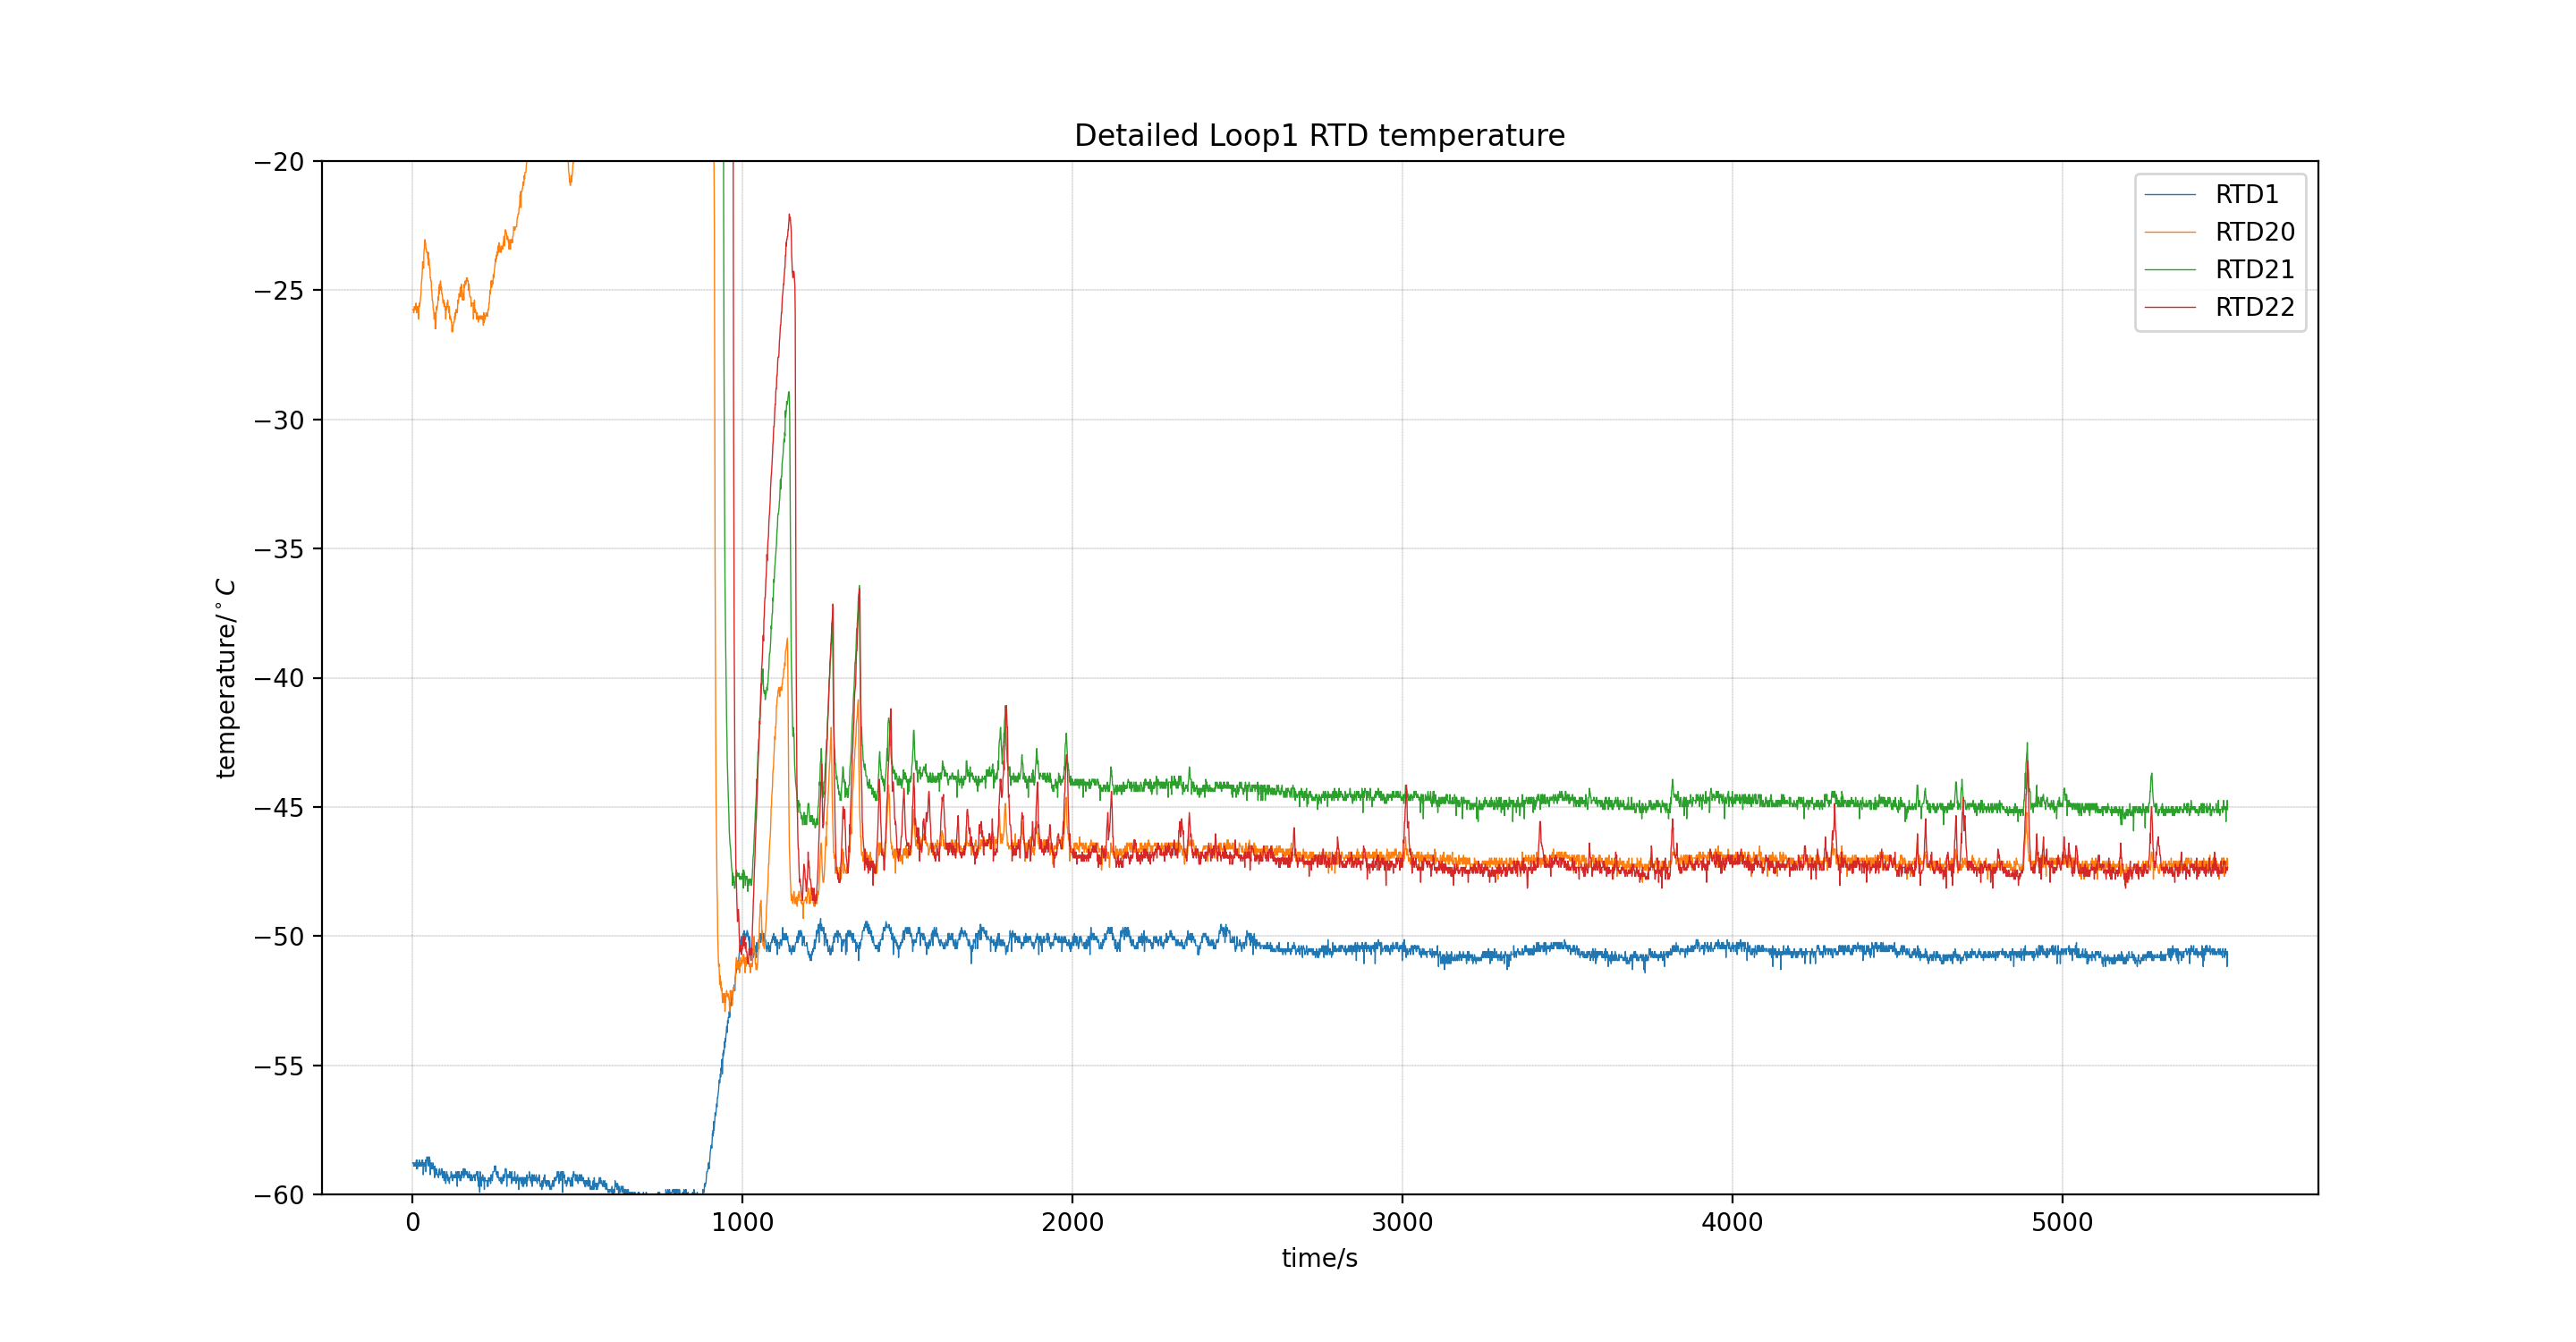 Detailed Loop1 RTD temperature
−20
−25
−30
−35
−40
−45
−50
−55
−60
temperature/°C
0 1000 2000 3000 4000 5000
time/s
RTD1
RTD20
RTD21
RTD22